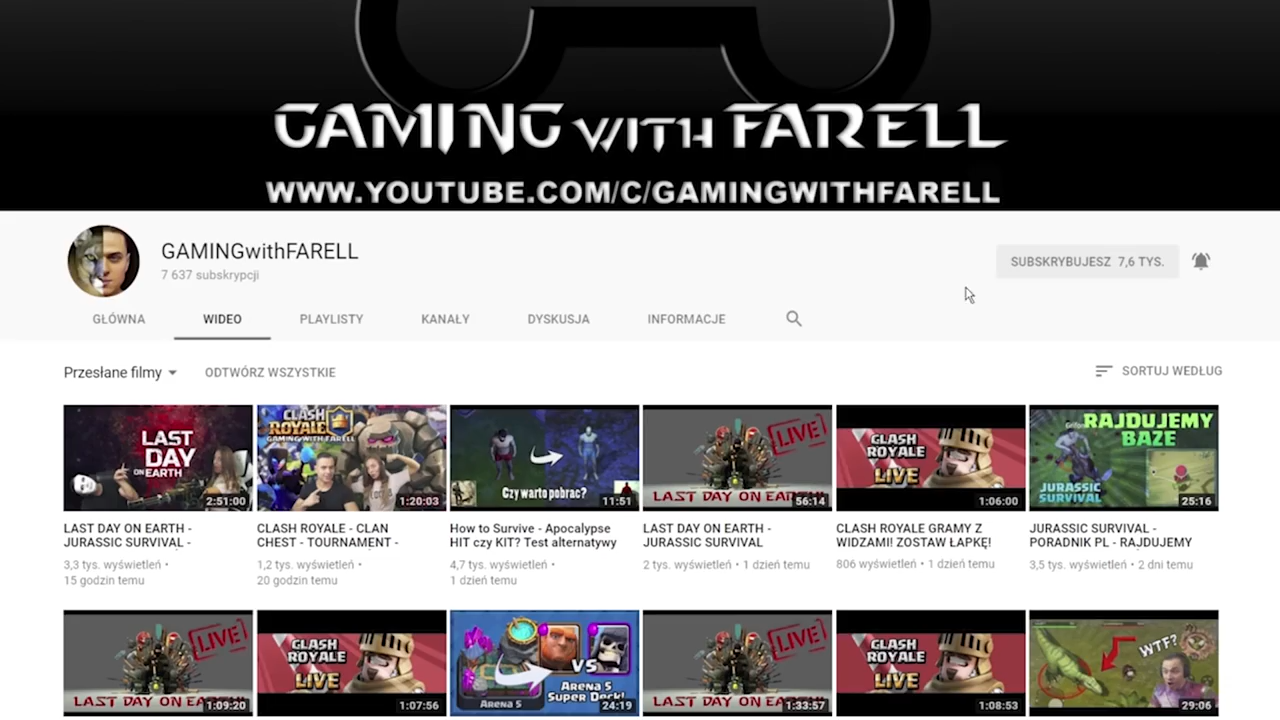 GAMING WITH FARELL
WWW.YOUTUBE.COM/C/GAMINGWITHFARELL
GAMINGwithFARELL
7 637 subskrypcji
SUBSKRYBUJESZ 7,6 TYS.
GŁÓWNA WIDEO PLAYLISTY KANAŁY DYSKUSJA INFORMACJE
Przesłane filmy ODTWÓRZ WSZYSTKIE SORTUJ WEDŁUG
LAST
DAY
ON EARTH
2:51:00
CLASH
ROYALE
GAMING WITH FARELL
1:20:03
Czy warto pobrac?
11:51
LIVE
LAST DAY ON EARTH
56:14
CLASH
ROYALE
LIVE
1:06:00
RAJDUJEMY
BAZE
JURASSIC
SURVIVAL
25:16
LAST DAY ON EARTH -
JURASSIC SURVIVAL -
3,3 tys. wyświetleń •
15 godzin temu
CLASH ROYALE - CLAN
CHEST - TOURNAMENT -
1,2 tys. wyświetleń •
20 godzin temu
How to Survive - Apocalypse
HIT czy KIT? Test alternatywy
4,7 tys. wyświetleń •
1 dzień temu
LAST DAY ON EARTH -
JURASSIC SURVIVAL
2 tys. wyświetleń • 1 dzień temu
CLASH ROYALE GRAMY Z
WIDZAMI! ZOSTAW ŁAPKĘ!
806 wyświetleń • 1 dzień temu
JURASSIC SURVIVAL -
PORADNIK PL - RAJDUJEMY
3,5 tys. wyświetleń • 2 dni temu
LIVE
LAST DAY ON EARTH
1:09:20
CLASH
ROYALE
LIVE
1:07:56
VS
Arena 5
Arena 5
Super Deck!
24:19
LIVE
LAST DAY ON EA
1:33:57
CLASH
ROYALE
LIVE
1:08:53
WTF?
29:06